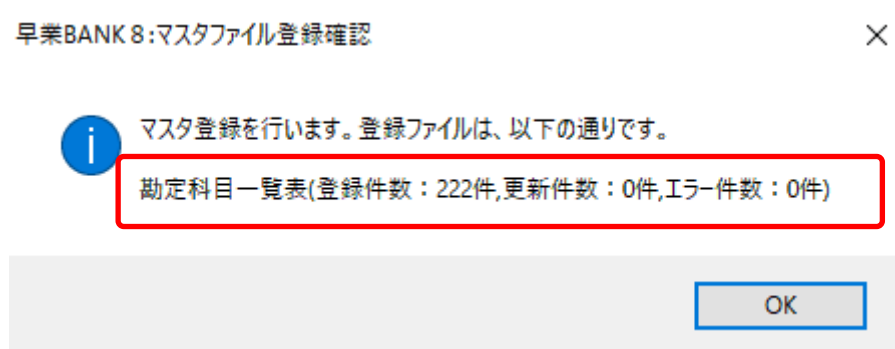 早業BANK８:マスタファイル登録確認
マスタ登録を行います。登録ファイルは、以下の通りです。
勘定科目一覧表(登録件数：222件,更新件数：0件,エラー件数：0件)
OK